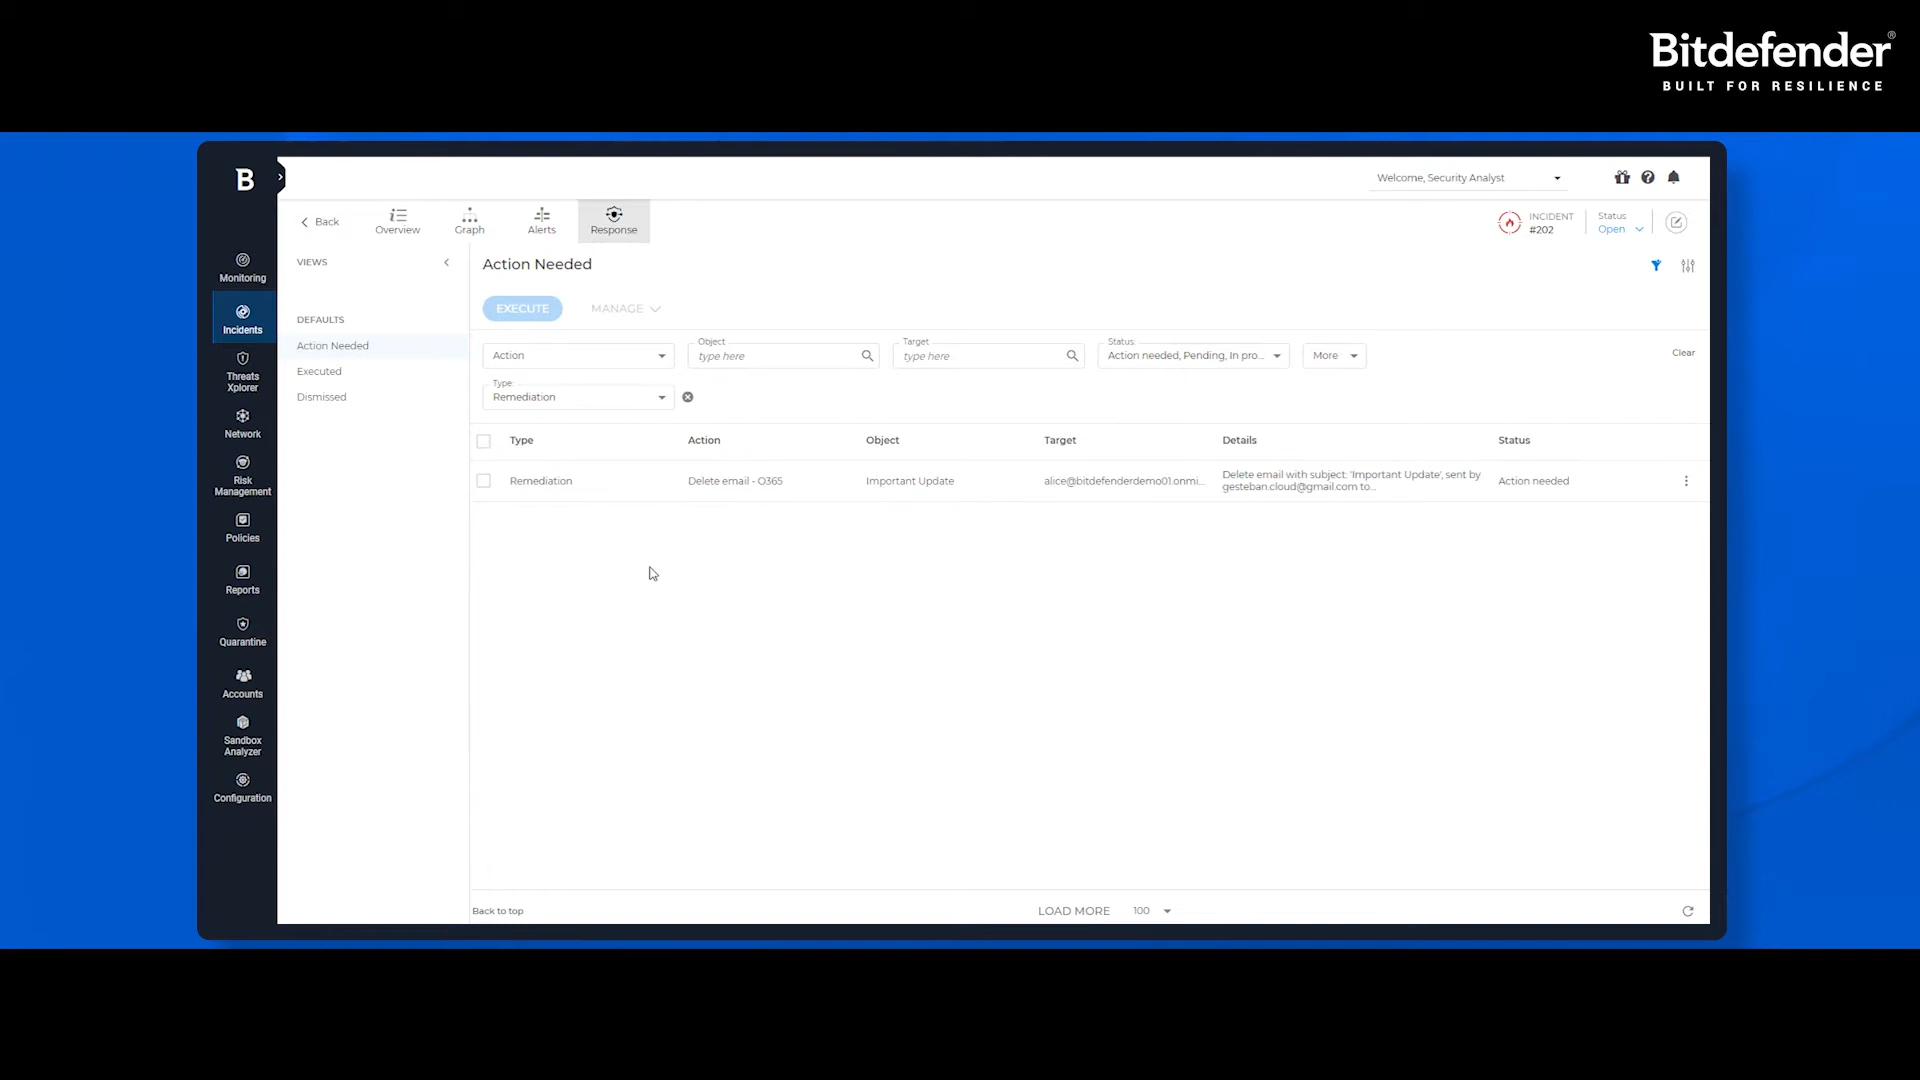 Bitdefender®
BUILT FOR RESILIENCE
B
Welcome, Security Analyst
Back
Overview
Graph
Alerts
Response
INCIDENT
#202
Status
Open
Monitoring
Incidents
Threats
Xplorer
Network
Risk
Management
Policies
Reports
Quarantine
Accounts
Sandbox
Analyzer
Configuration
VIEWS
DEFAULTS
Action Needed
Executed
Dismissed
Action Needed
EXECUTE
MANAGE
Action
Object
type here
Target
type here
Status:
Action needed, Pending, In pro...
More
Clear
Type:
Remediation
Type Action Object Target Details Status
Remediation Delete email - O365 Important Update alice@bitdefenderdemo01.onmi... Delete email with subject: 'Important Update', sent by
gesteban.cloud@gmail.com to... Action needed
Back to top
LOAD MORE
100